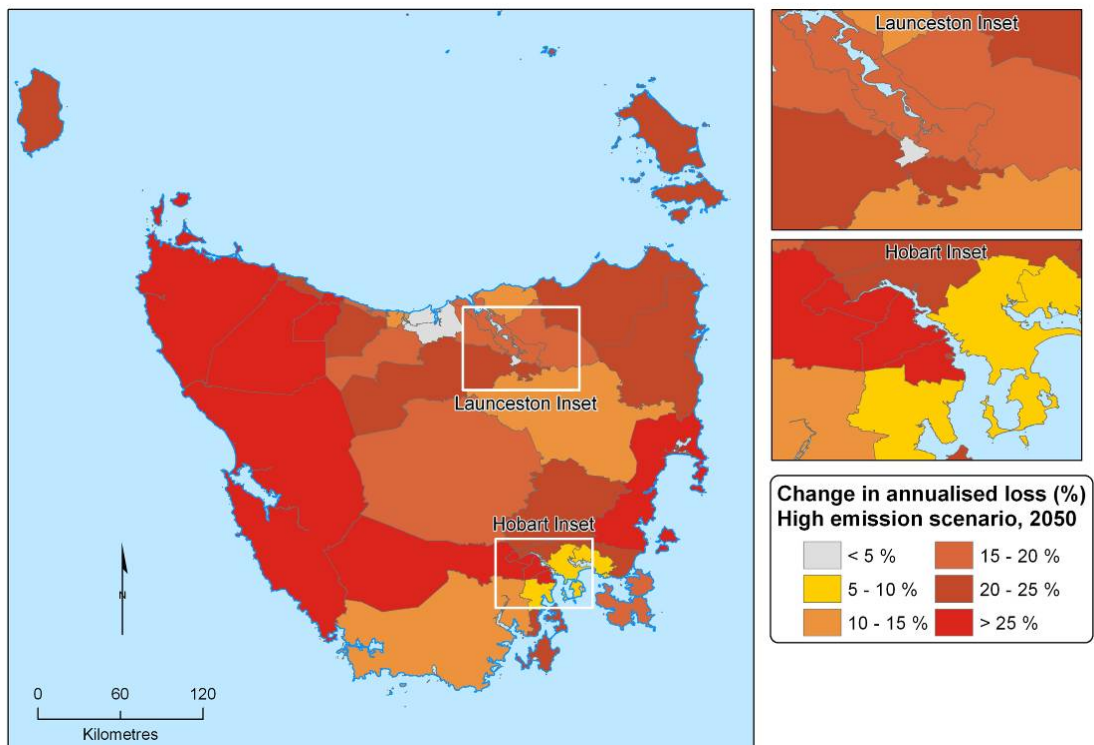 Launceston Inset
Hobart Inset
Launceston Inset
Hobart Inset
N
0 60 120
Kilometres
Change in annualised loss (%)
High emission scenario, 2050
< 5 % 15 - 20 %
5 - 10 % 20 - 25 %
10 - 15 % > 25 %